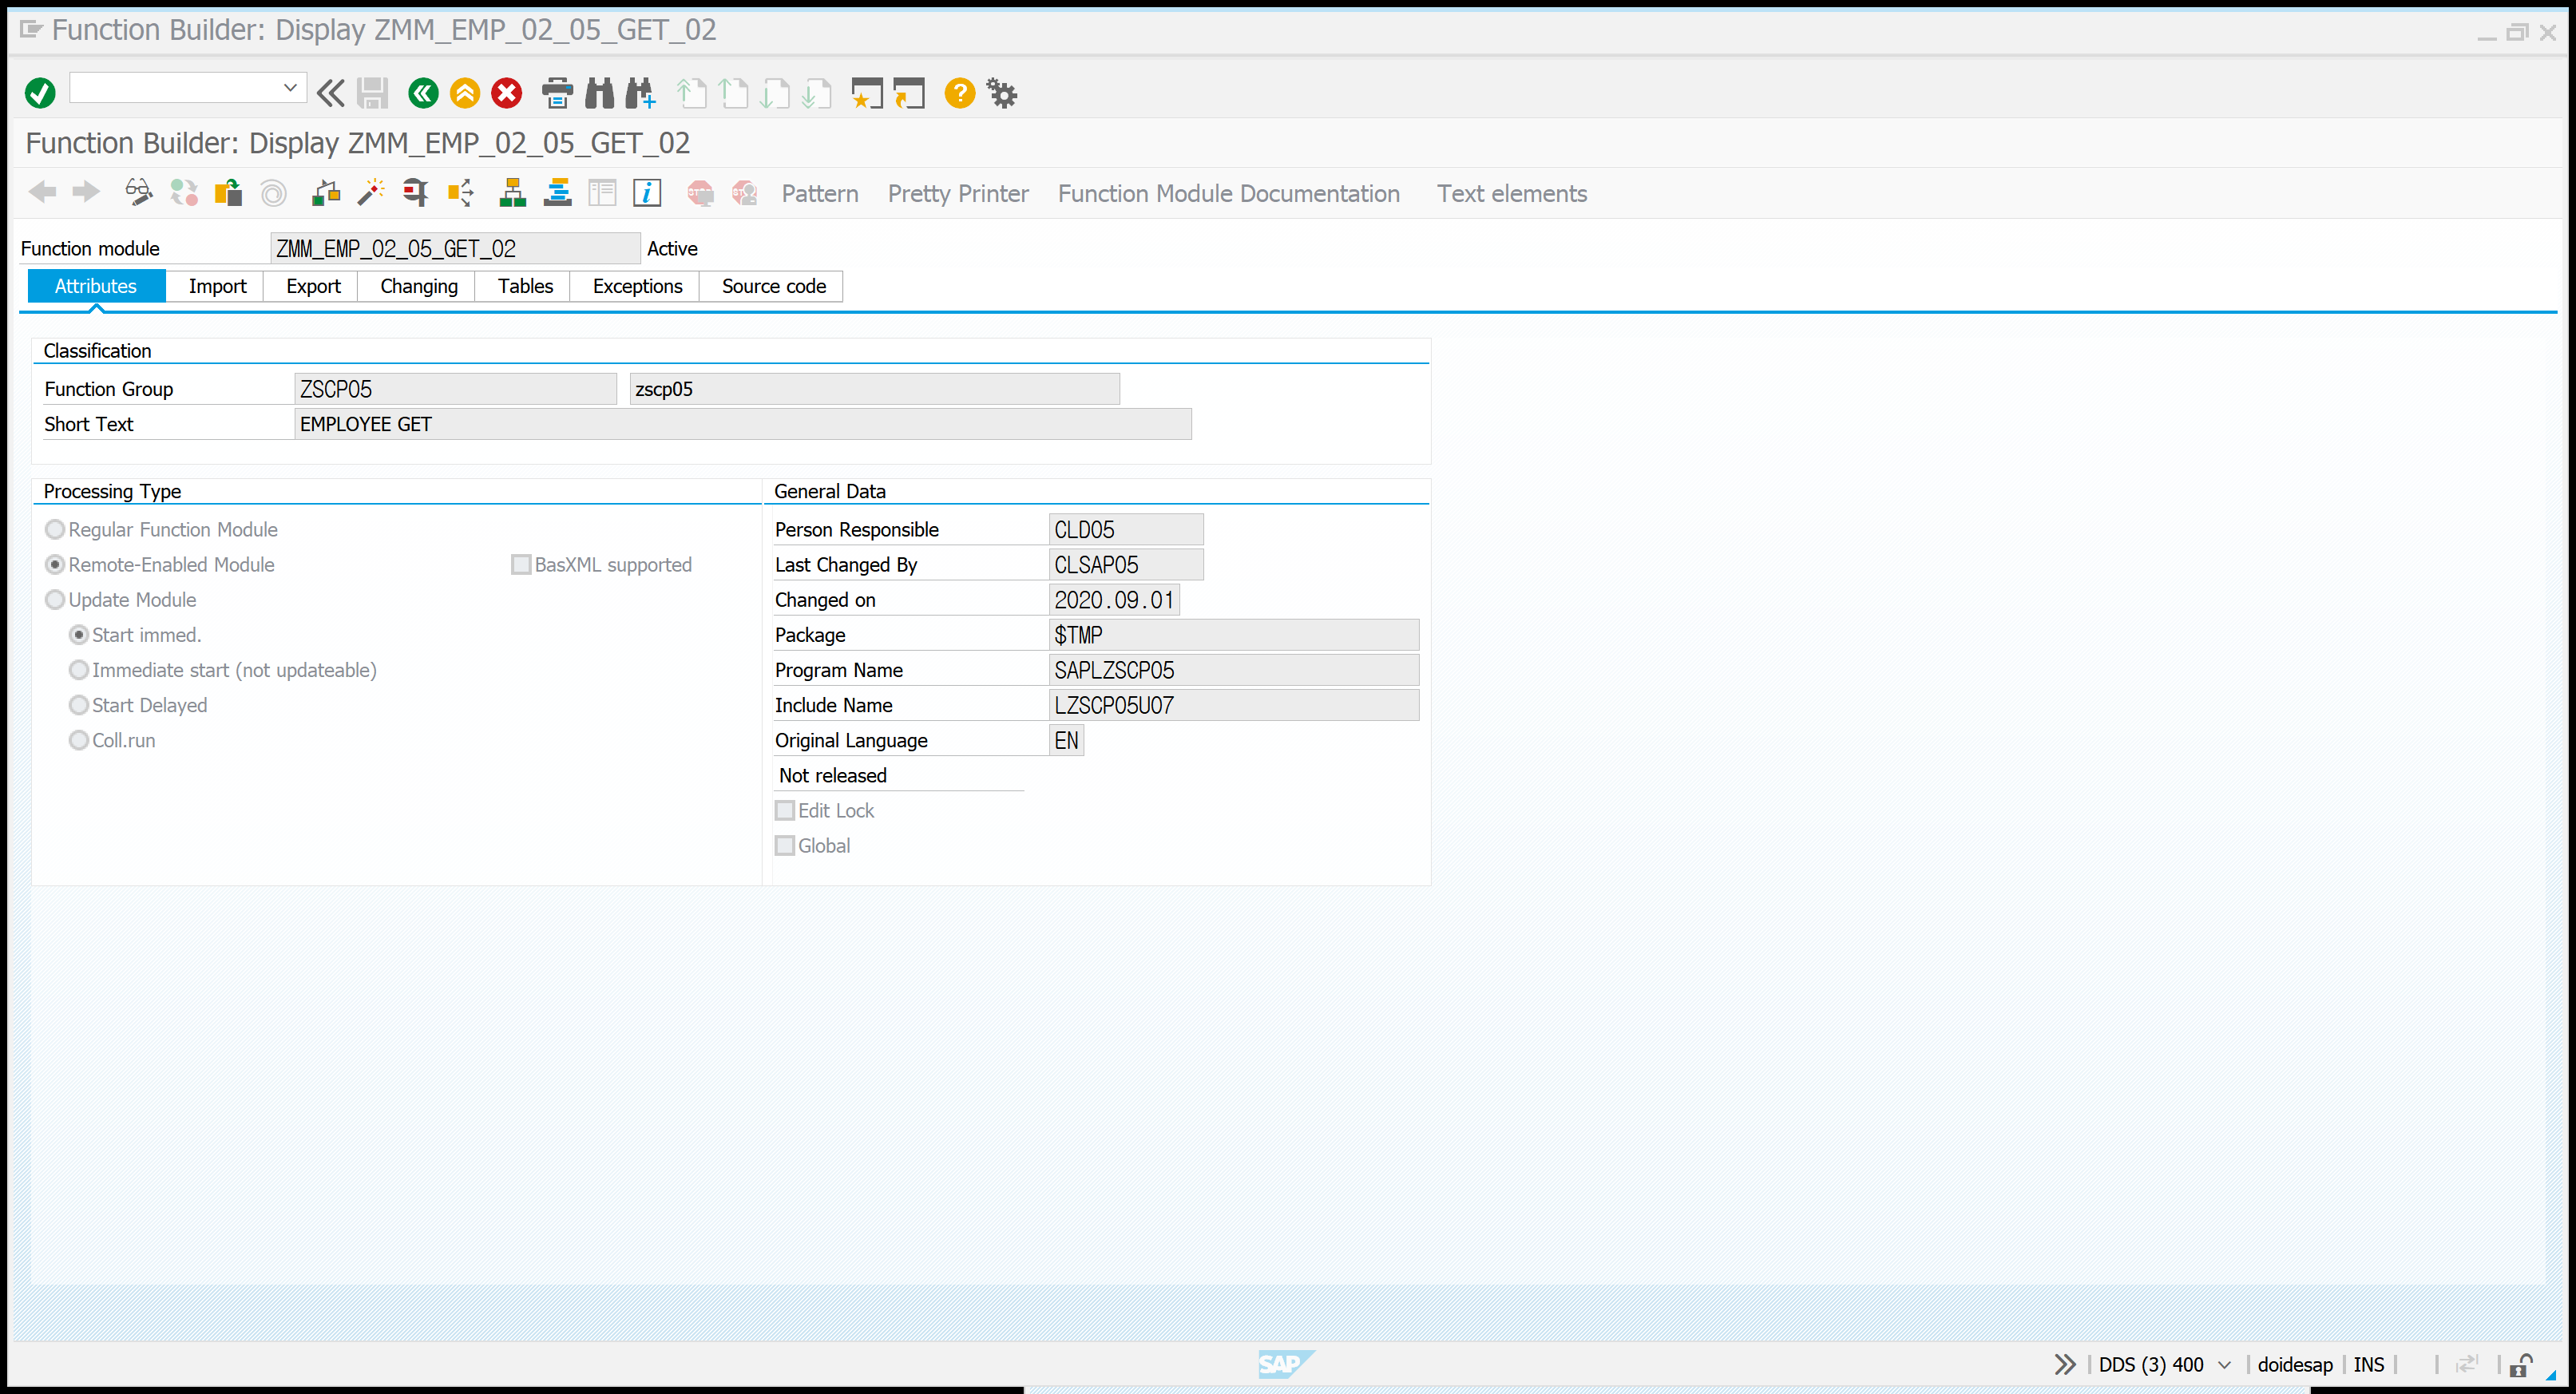 Function Builder: Display ZMM_EMP_02_05_GET_02
Function Builder: Display ZMM_EMP_02_05_GET_02
Pattern Pretty Printer Function Module Documentation Text elements
Function module ZMM_EMP_02_05_GET_02 Active
Attributes Import Export Changing Tables Exceptions Source code
Classification
Function Group ZSCP05 zscp05
Short Text EMPLOYEE GET
Processing Type
Regular Function Module
Remote-Enabled Module BasXML supported
Update Module
Start immed.
Immediate start (not updateable)
Start Delayed
Coll.run
General Data
Person Responsible CLD05
Last Changed By CLSAP05
Changed on 2020.09.01
Package $TMP
Program Name SAPLZSCP05
Include Name LZSCP05U07
Original Language EN
Not released
Edit Lock
Global
SAP DDS (3) 400 doidesap INS